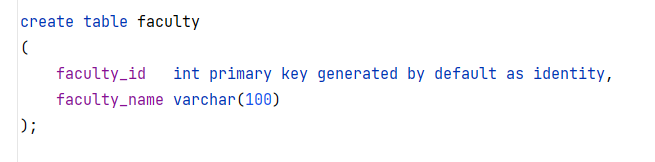 create table faculty
(
    faculty_id   int primary key generated by default as identity,
    faculty_name varchar(100)
);